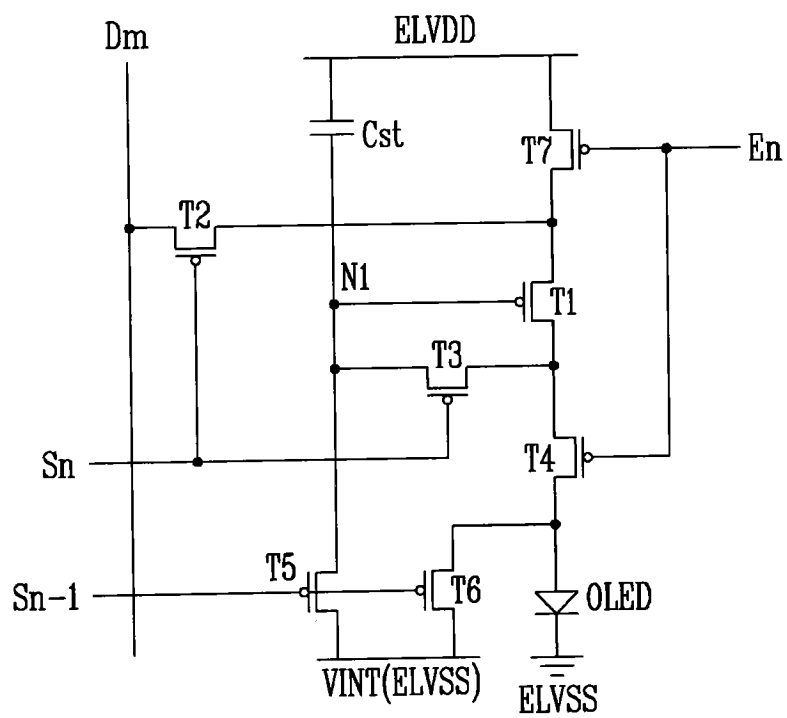 Dm
ELVDD
Cst
T7
En
T2
N1
T1
T3
Sn
T4
T5
T6
Sn-1
OLED
VINT(ELVSS)
ELVSS